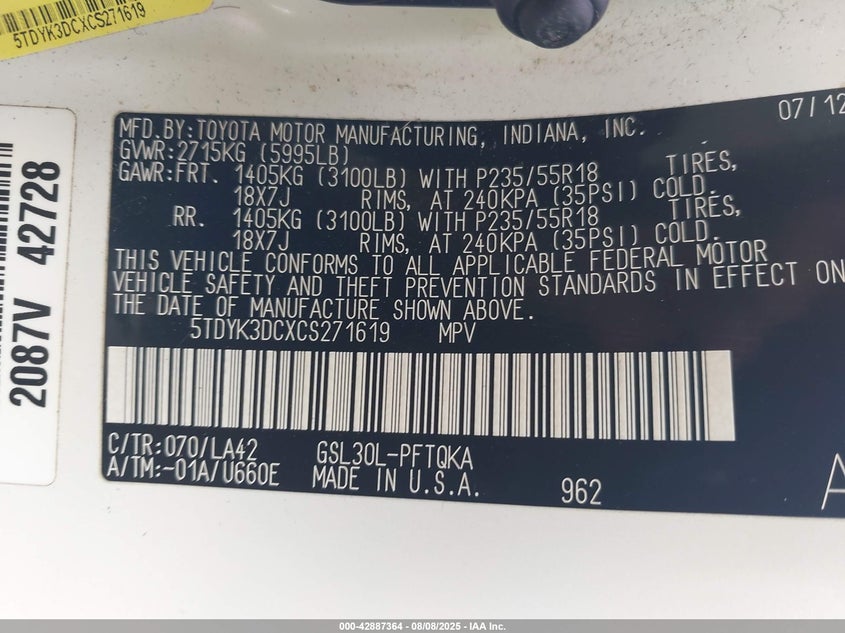 5TDYK3DCXCS271619
2087V 42728
07/12
MFD.BY:TOYOTA MOTOR MANUFACTURING, INDIANA, INC.
GVWR:2715KG (5995LB)
GAWR:FRT. 1405KG (3100LB) WITH P235/55R18 TIRES,
18X7J RIMS, AT 240KPA (35PSI) COLD.
RR. 1405KG (3100LB) WITH P235/55R18 TIRES,
18X7J RIMS, AT 240KPA (35PSI) COLD.
THIS VEHICLE CONFORMS TO ALL APPLICABLE FEDERAL MOTOR
VEHICLE SAFETY AND THEFT PREVENTION STANDARDS IN EFFECT ON
THE DATE OF MANUFACTURE SHOWN ABOVE.
5TDYK3DCXCS271619 MPV
C/TR:070/LA42 GSL30L-PFTQKA
A/TM:-01A/U660E MADE IN U.S.A. 962
A
000-42887364 - 08/08/2025 - IAA Inc.